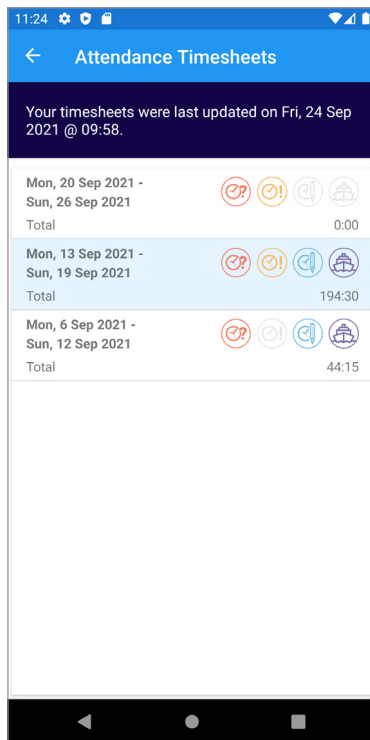 11:24
Attendance Timesheets
Your timesheets were last updated on Fri, 24 Sep
2021 @ 09:58.
Mon, 20 Sep 2021 -
Sun, 26 Sep 2021
Total 0:00
Mon, 13 Sep 2021 -
Sun, 19 Sep 2021
Total 194:30
Mon, 6 Sep 2021 -
Sun, 12 Sep 2021
Total 44:15